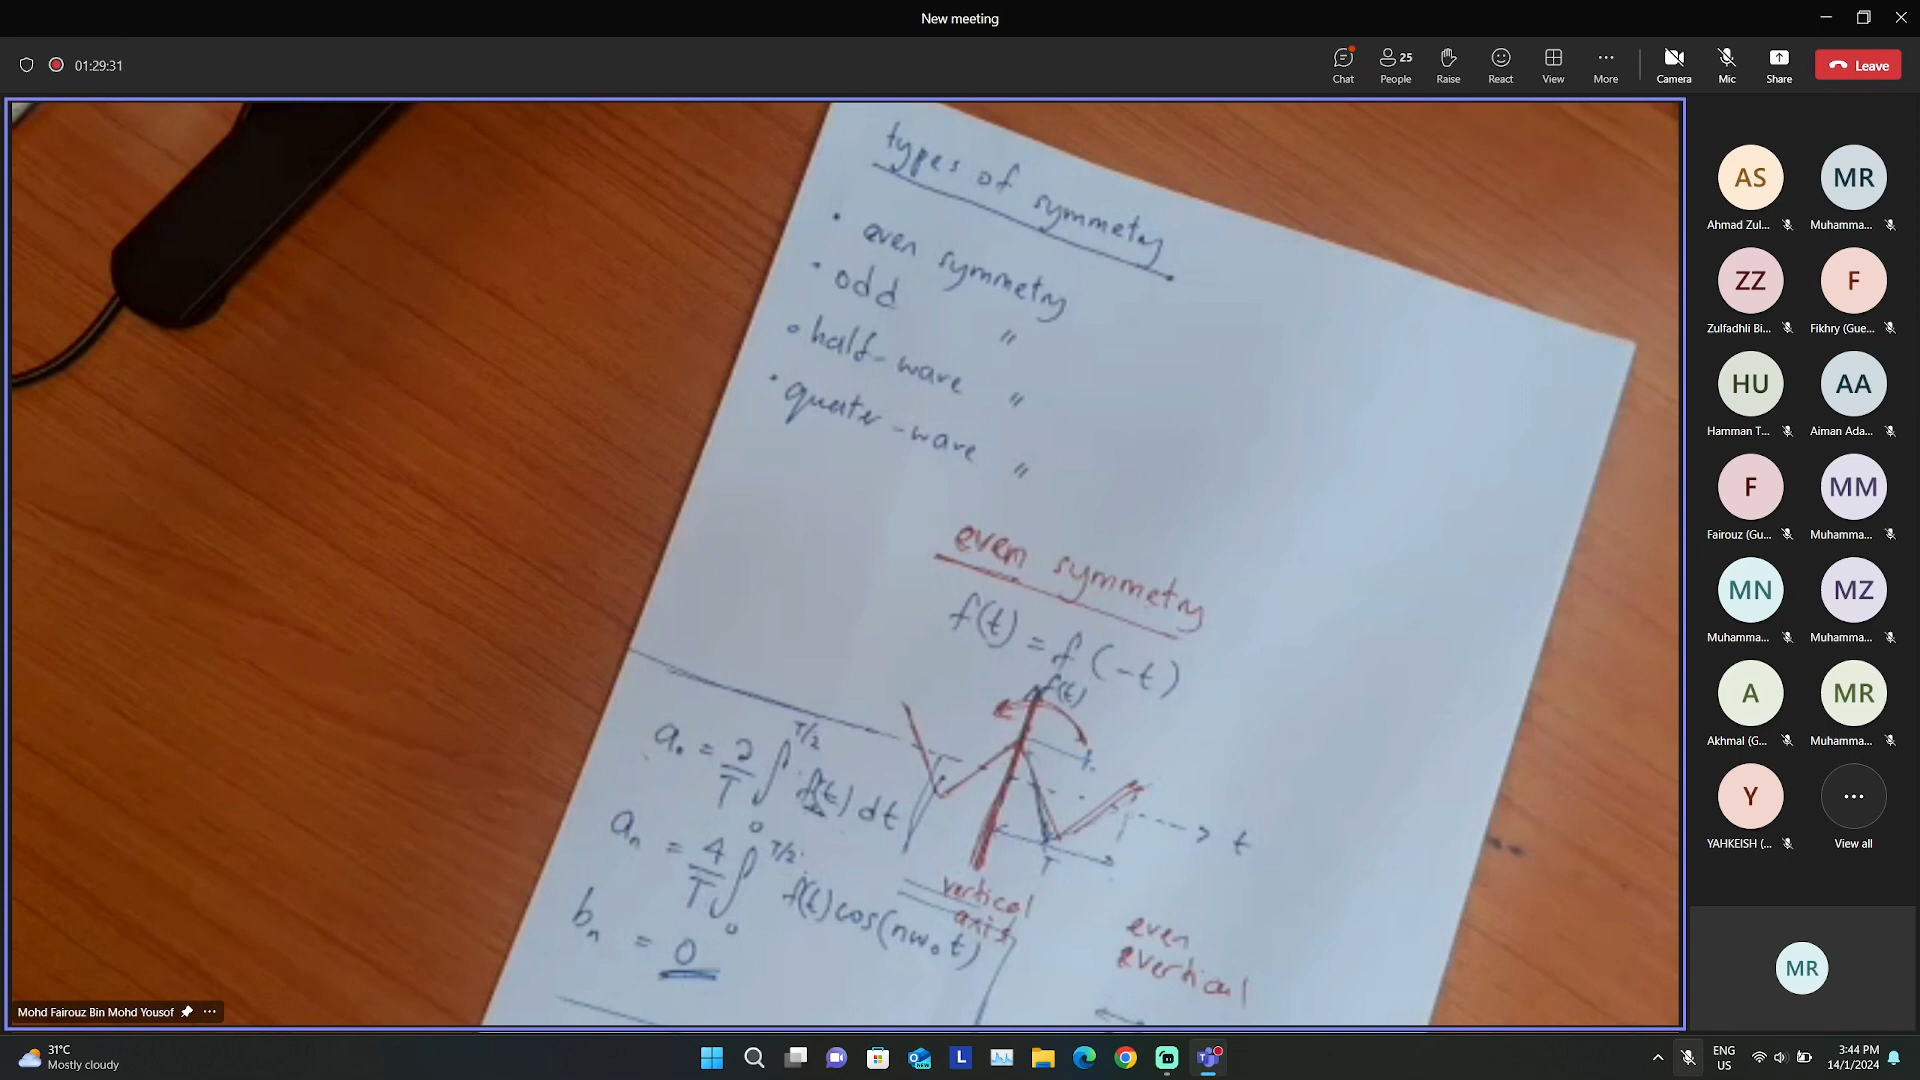 New meeting
01:29:31
Chat
25
People
Raise
React
View
More
Camera
Mic
Share
Leave
types of symmetry
• even symmetry
• odd "
• half-wave "
• quater-wave "
even symmetry
f(t) = f(-t)
f(t)
t
T
vertical
axis
even
vertical
a₀ = 2/T ∫ T/2 0 f(t) dt
aₙ = 4/T ∫ T/2 0 f(t) cos(nω₀t)
bₙ = 0
Mohd Fairouz Bin Mohd Yousof
AS
Ahmad Zul...
MR
Muhamma...
ZZ
Zulfadhli Bi...
F
Fikhry (Gue...
HU
Hamman T...
AA
Aiman Ada...
F
Fairouz (Gu...
MM
Muhamma...
MN
Muhamma...
MZ
Muhamma...
A
Akhmal (G...
MR
Muhamma...
Y
YAHKEISH (...
...
View all
MR
31°C
Mostly cloudy
NEW
L
ENG
US
3:44 PM
14/1/2024